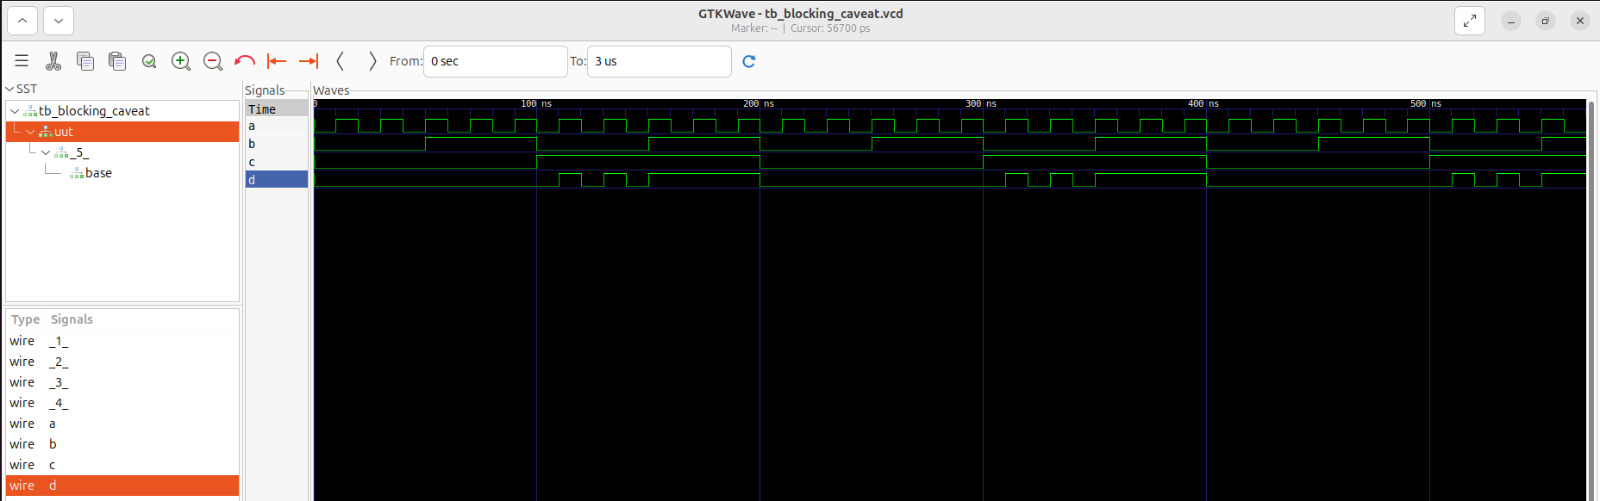 GTKWave - tb_blocking_caveat.vcd
Marker: -- | Cursor: 56700 ps
From: 0 sec To: 3 us
SST
tb_blocking_caveat
uut
_5_
base
Type Signals
wire _1_
wire _2_
wire _3_
wire _4_
wire a
wire b
wire c
wire d
Signals
Time
a
b
c
d
Waves
0 100 ns 200 ns 300 ns 400 ns 500 ns